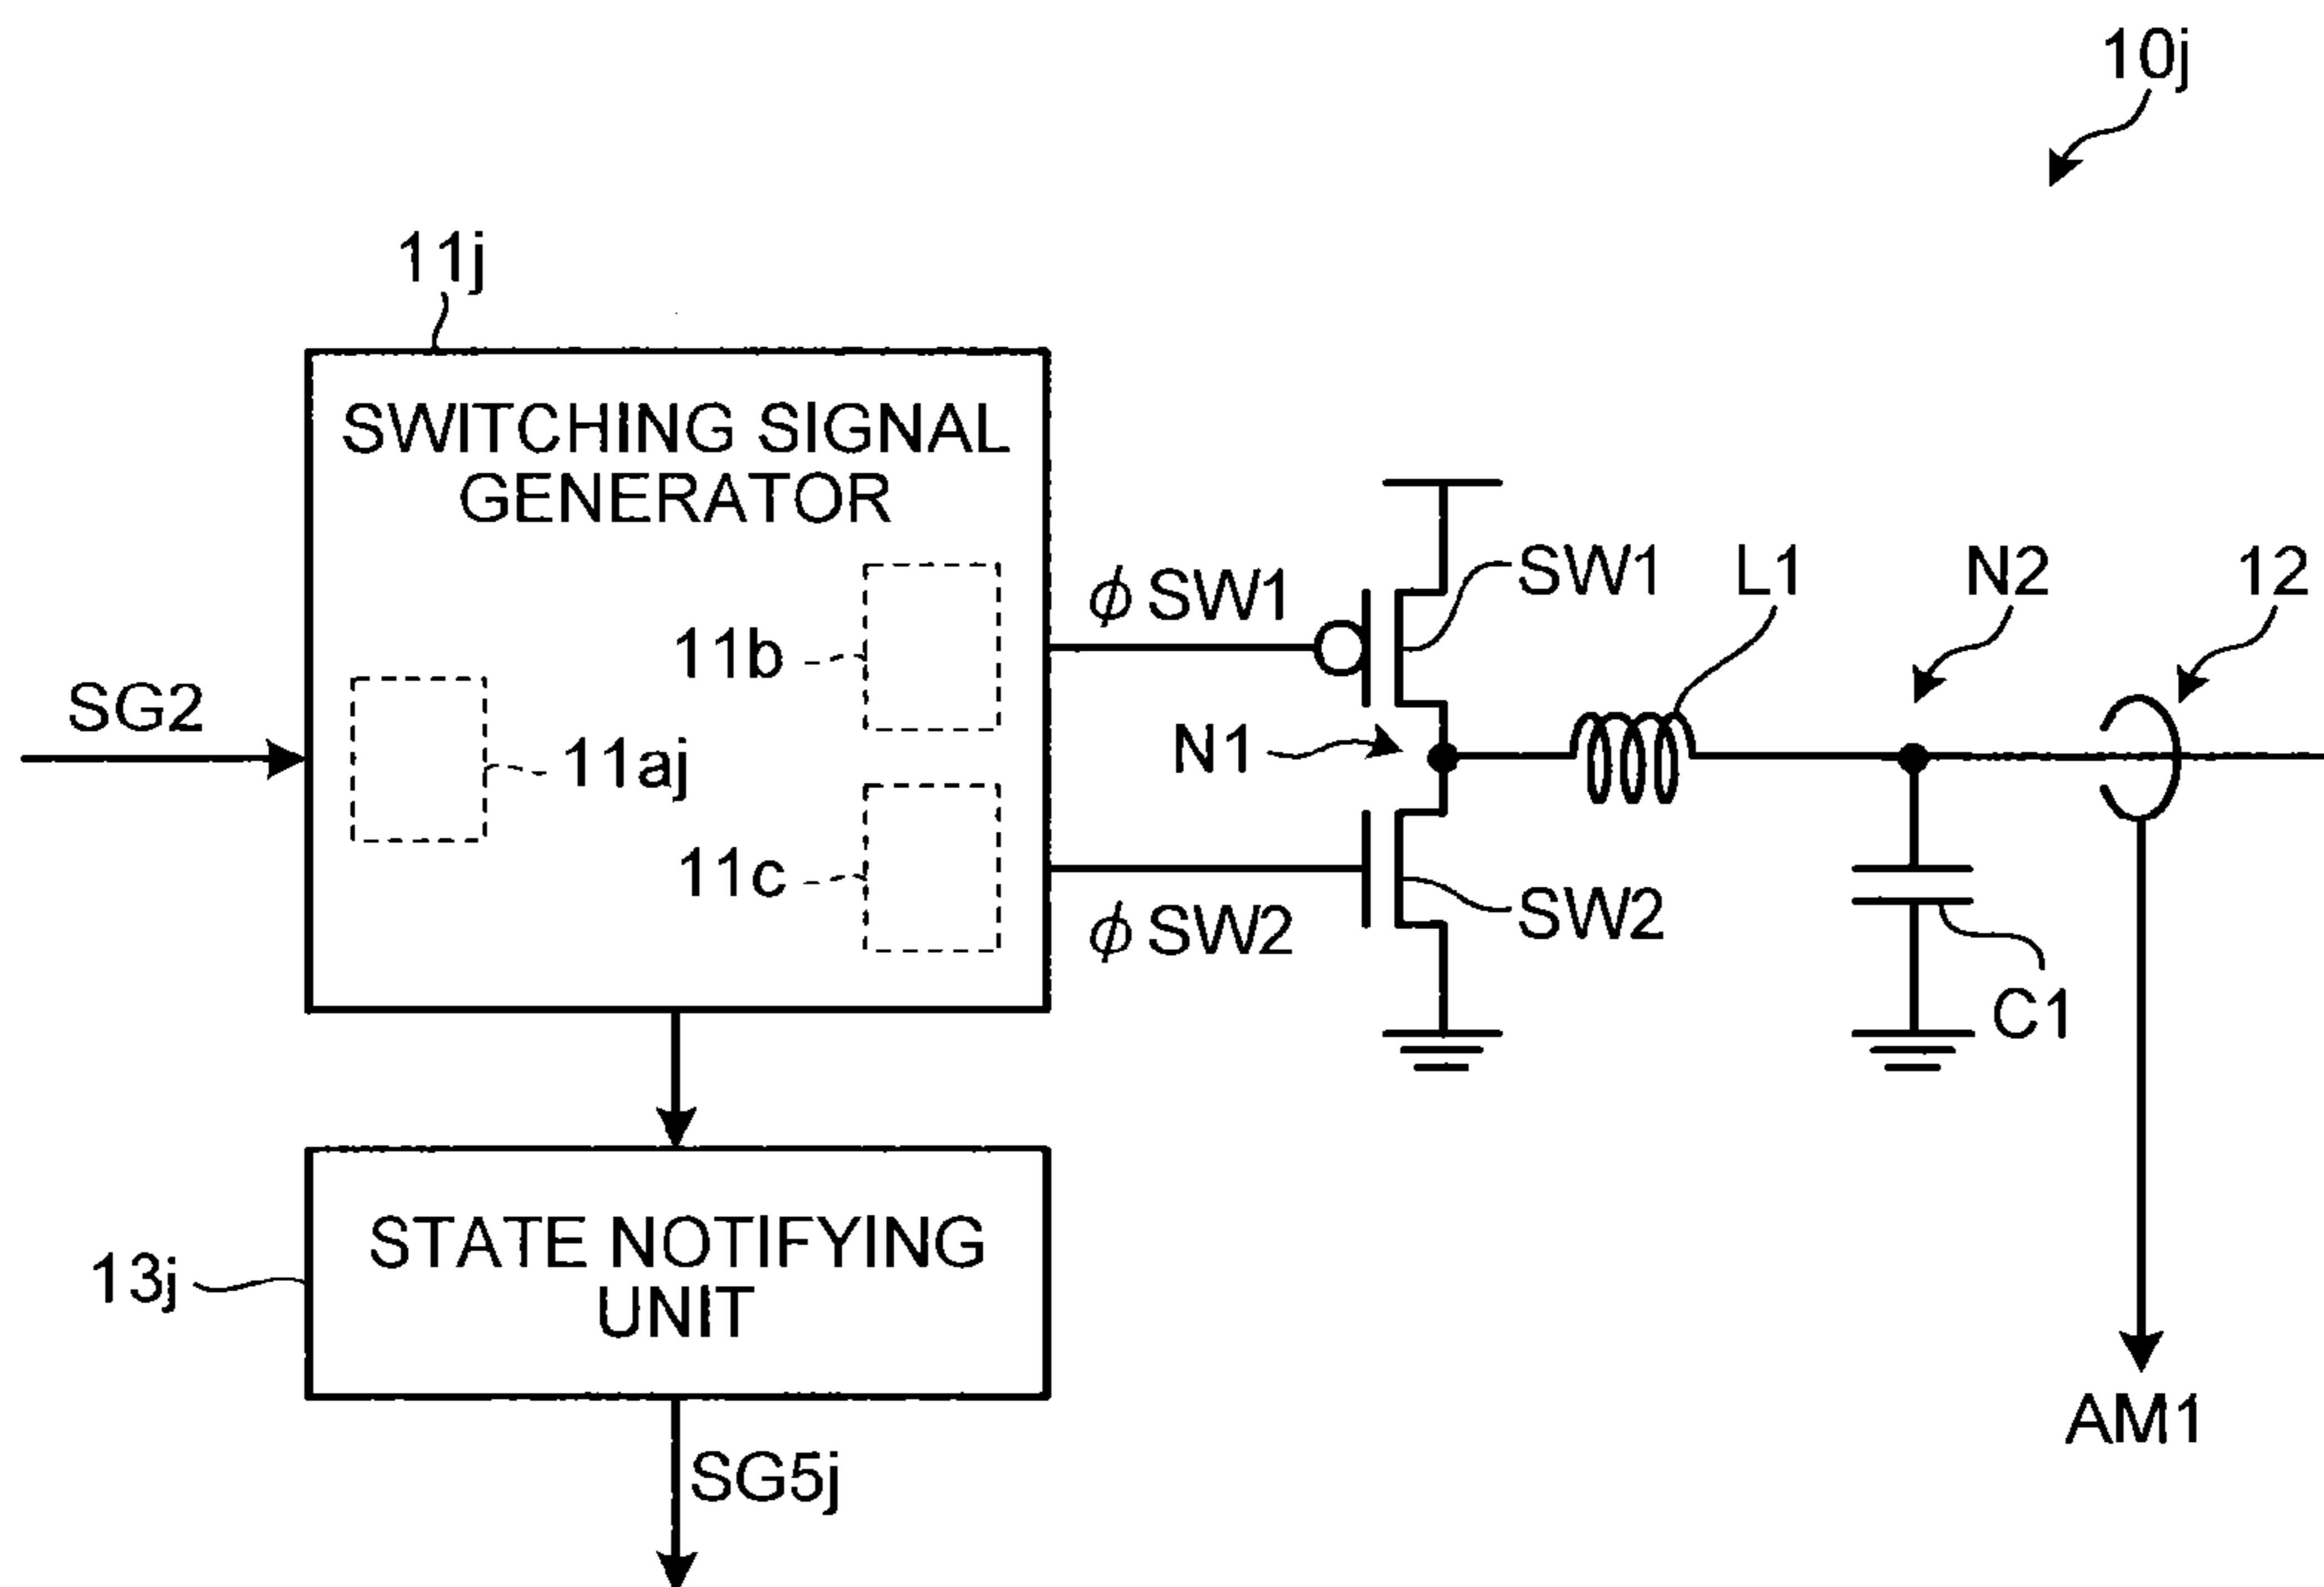 10j
11j
SWITCHING SIGNAL
GENERATOR
SW1
L1
N2
12
ϕSW1
11b
SG2
11aj
N1
11c
ϕSW2
SW2
C1
STATE NOTIFYING
UNIT
13j
AM1
SG5j